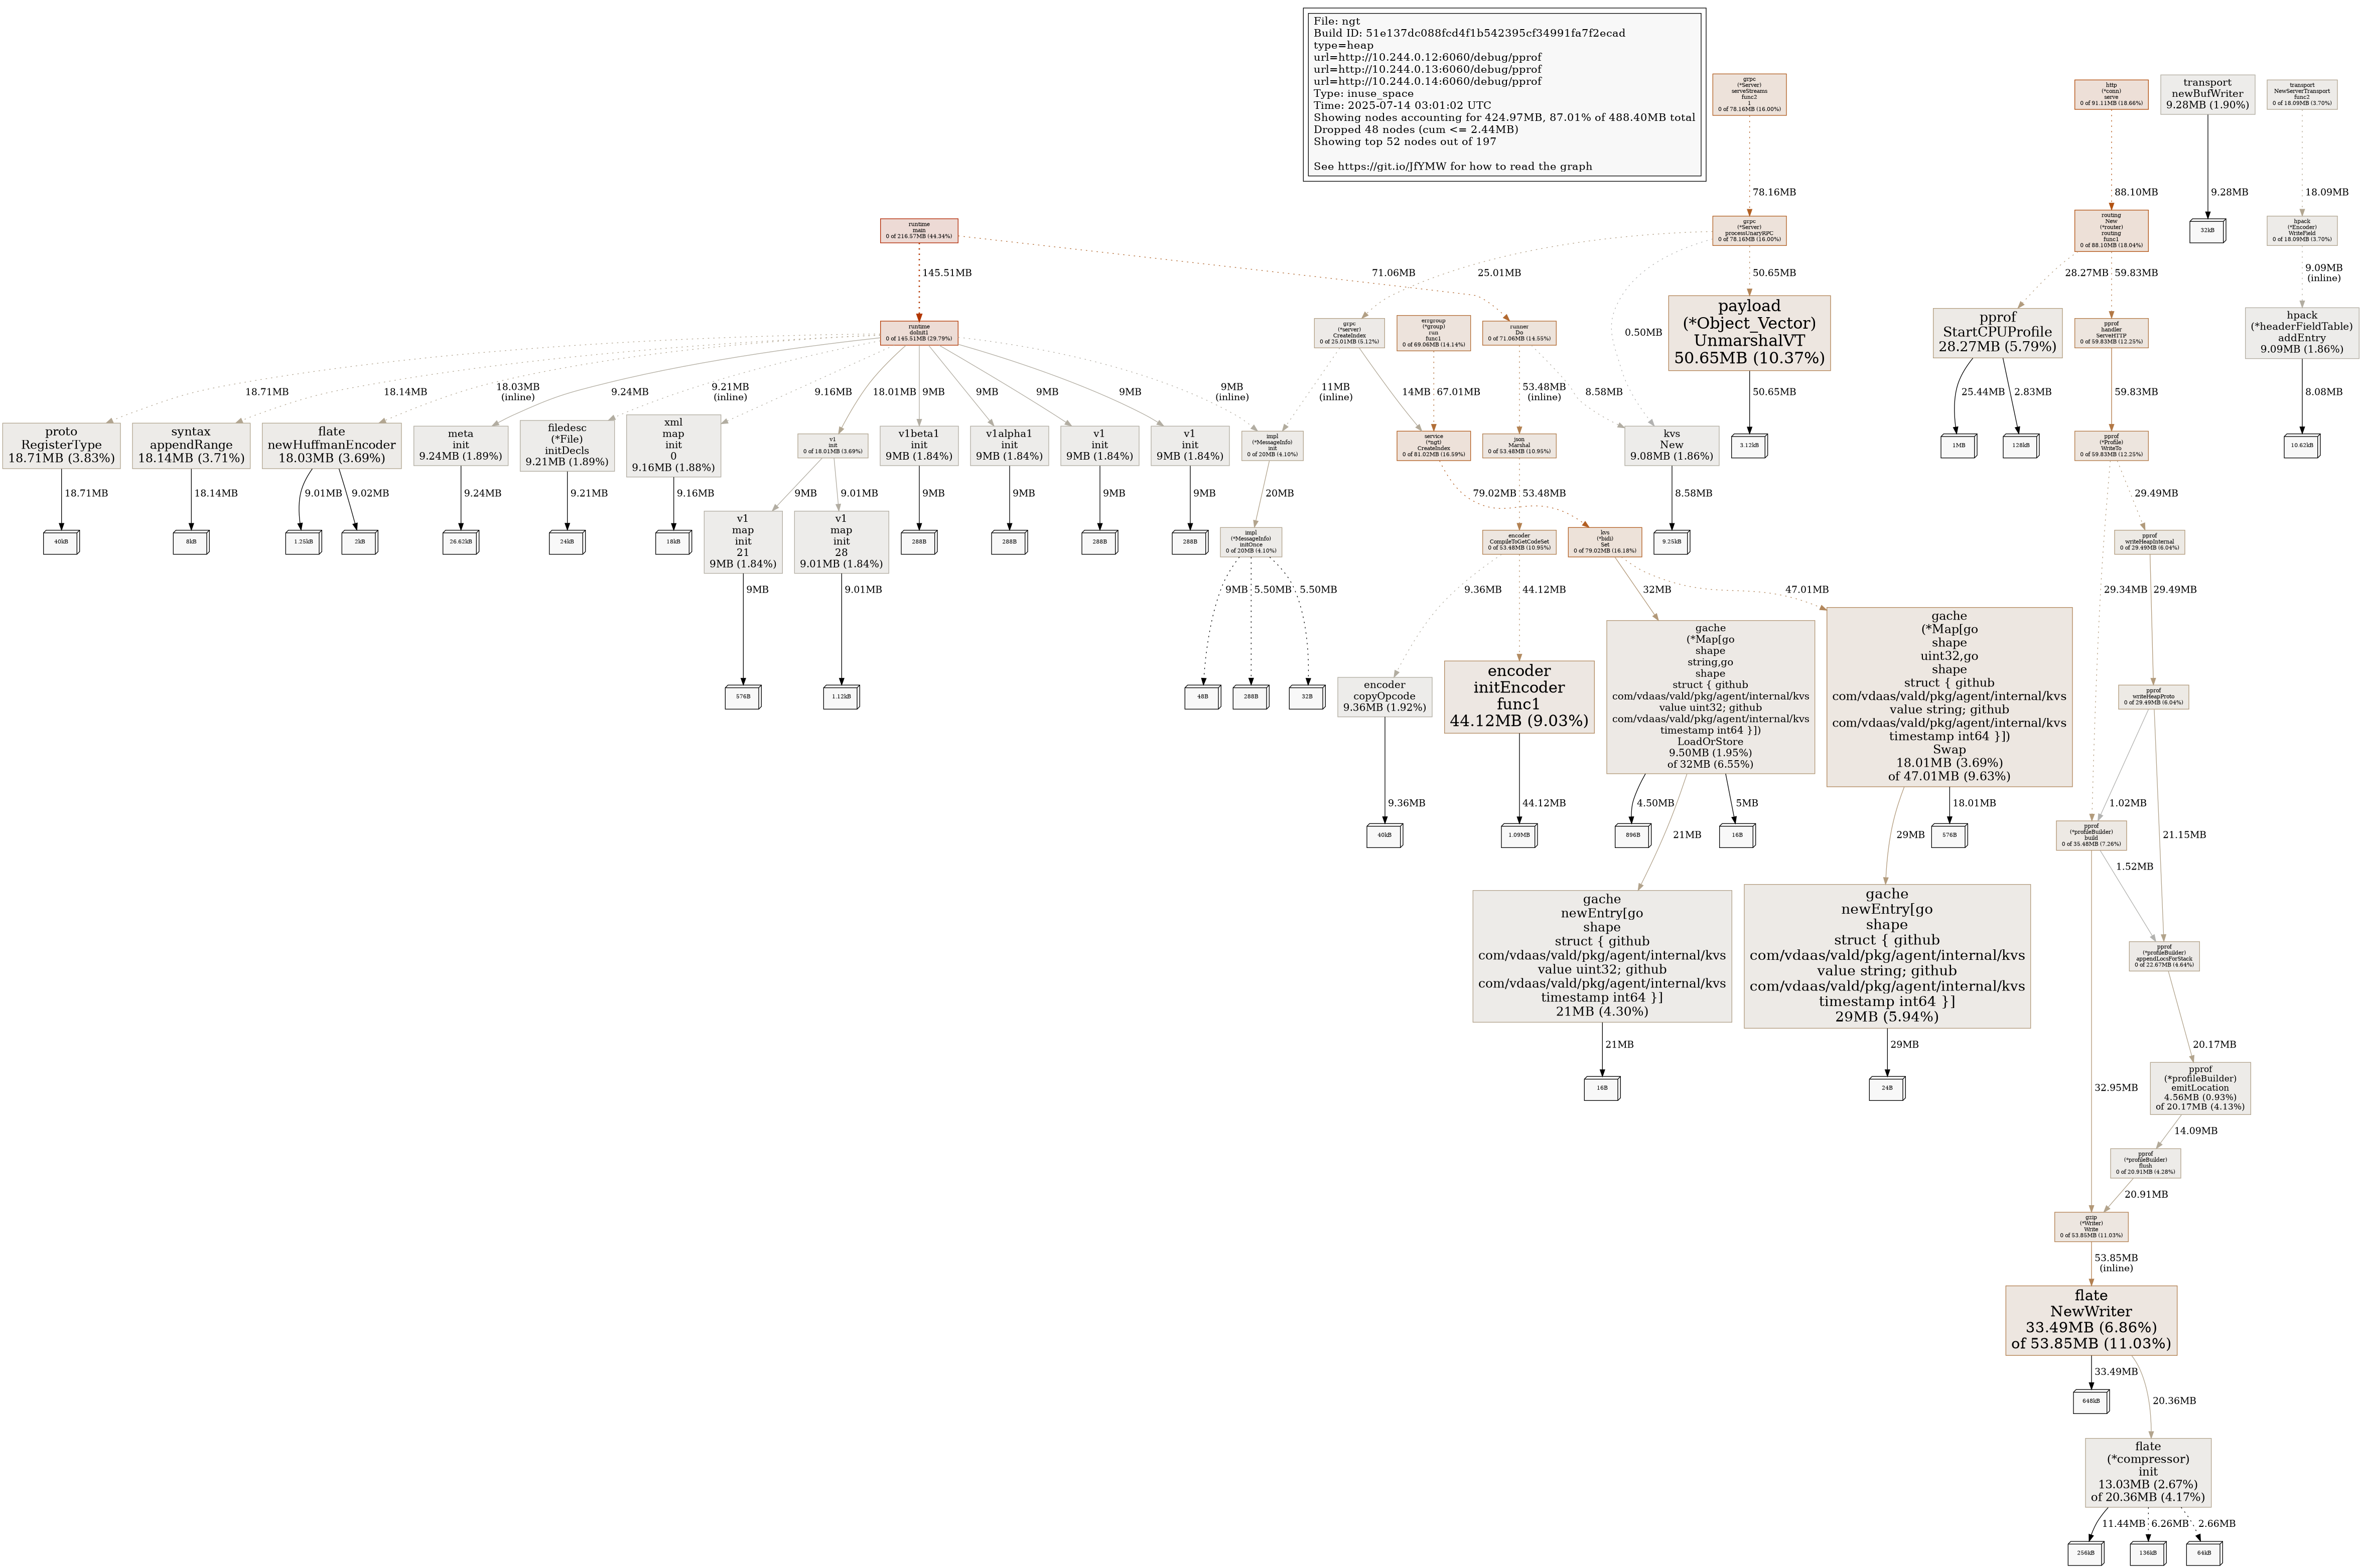 File: ngt
Build ID: 51e137dc088fcd4f1b542395cf34991fa7f2ecad
type=heap
url=http://10.244.0.12:6060/debug/pprof
url=http://10.244.0.13:6060/debug/pprof
url=http://10.244.0.14:6060/debug/pprof
Type: inuse_space
Time: 2025-07-14 03:01:02 UTC
Showing nodes accounting for 424.97MB, 87.01% of 488.40MB total
Dropped 48 nodes (cum <= 2.44MB)
Showing top 52 nodes out of 197
See https://git.io/JfYMW for how to read the graph
grpc
(*Server)
serveStreams
func2
1
0 of 78.16MB (16.00%)
http
(*conn)
serve
0 of 91.11MB (18.66%)
transport
newBufWriter
9.28MB (1.90%)
transport
NewServerTransport
func2
0 of 18.09MB (3.70%)
78.16MB
88.10MB
9.28MB
18.09MB
runtime
main
0 of 216.57MB (44.34%)
grpc
(*Server)
processUnaryRPC
0 of 78.16MB (16.00%)
routing
New
(*router)
routing
func1
0 of 88.10MB (18.04%)
32kB
hpack
(*Encoder)
WriteField
0 of 18.09MB (3.70%)
145.51MB
71.06MB
25.01MB
0.50MB
50.65MB
28.27MB
59.83MB
9.09MB
(inline)
runtime
doInit1
0 of 145.51MB (29.79%)
grpc
(*server)
CreateIndex
0 of 25.01MB (5.12%)
errgroup
(*group)
run
func1
0 of 69.06MB (14.14%)
runner
Do
0 of 71.06MB (14.55%)
payload
(*Object_Vector)
UnmarshalVT
50.65MB (10.37%)
pprof
StartCPUProfile
28.27MB (5.79%)
pprof
handler
ServeHTTP
0 of 59.83MB (12.25%)
hpack
(*headerFieldTable)
addEntry
9.09MB (1.86%)
18.71MB
18.14MB
18.03MB
(inline)
9.24MB
9.21MB
(inline)
9.16MB
18.01MB
9MB
9MB
9MB
9MB
9MB
(inline)
11MB
(inline)
14MB
67.01MB
53.48MB
(inline)
8.58MB
50.65MB
25.44MB
2.83MB
59.83MB
8.08MB
proto
RegisterType
18.71MB (3.83%)
syntax
appendRange
18.14MB (3.71%)
flate
newHuffmanEncoder
18.03MB (3.69%)
meta
init
9.24MB (1.89%)
filedesc
(*File)
initDecls
9.21MB (1.89%)
xml
map
init
0
9.16MB (1.88%)
v1
init
0 of 18.01MB (3.69%)
v1beta1
init
9MB (1.84%)
v1alpha1
init
9MB (1.84%)
v1
init
9MB (1.84%)
v1
init
9MB (1.84%)
impl
(*MessageInfo)
init
0 of 20MB (4.10%)
service
(*ngt)
CreateIndex
0 of 81.02MB (16.59%)
json
Marshal
0 of 53.48MB (10.95%)
kvs
New
9.08MB (1.86%)
3.12kB
1MB
128kB
pprof
(*Profile)
WriteTo
0 of 59.83MB (12.25%)
10.62kB
18.71MB
18.14MB
9.01MB
9.02MB
9.24MB
9.21MB
9.16MB
9MB
9.01MB
9MB
9MB
9MB
9MB
20MB
79.02MB
53.48MB
8.58MB
29.49MB
40kB
8kB
1.25kB
2kB
26.62kB
24kB
18kB
v1
map
init
21
9MB (1.84%)
v1
map
init
28
9.01MB (1.84%)
288B
288B
288B
288B
impl
(*MessageInfo)
initOnce
0 of 20MB (4.10%)
encoder
CompileToGetCodeSet
0 of 53.48MB (10.95%)
kvs
(*bidi)
Set
0 of 79.02MB (16.18%)
9.25kB
pprof
writeHeapInternal
0 of 29.49MB (6.04%)
9MB
9.01MB
9MB
5.50MB
5.50MB
9.36MB
44.12MB
32MB
47.01MB
29.34MB
29.49MB
576B
1.12kB
48B
288B
32B
encoder
copyOpcode
9.36MB (1.92%)
encoder
initEncoder
func1
44.12MB (9.03%)
gache
(*Map[go
shape
string,go
shape
struct { github
com/vdaas/vald/pkg/agent/internal/kvs
value uint32; github
com/vdaas/vald/pkg/agent/internal/kvs
timestamp int64 }])
LoadOrStore
9.50MB (1.95%)
of 32MB (6.55%)
gache
(*Map[go
shape
uint32,go
shape
struct { github
com/vdaas/vald/pkg/agent/internal/kvs
value string; github
com/vdaas/vald/pkg/agent/internal/kvs
timestamp int64 }])
Swap
18.01MB (3.69%)
of 47.01MB (9.63%)
pprof
writeHeapProto
0 of 29.49MB (6.04%)
9.36MB
44.12MB
4.50MB
21MB
5MB
29MB
18.01MB
1.02MB
21.15MB
40kB
1.09MB
896B
16B
576B
pprof
(*profileBuilder)
build
0 of 35.48MB (7.26%)
1.52MB
gache
newEntry[go
shape
struct { github
com/vdaas/vald/pkg/agent/internal/kvs
value uint32; github
com/vdaas/vald/pkg/agent/internal/kvs
timestamp int64 }]
21MB (4.30%)
gache
newEntry[go
shape
struct { github
com/vdaas/vald/pkg/agent/internal/kvs
value string; github
com/vdaas/vald/pkg/agent/internal/kvs
timestamp int64 }]
29MB (5.94%)
pprof
(*profileBuilder)
appendLocsForStack
0 of 22.67MB (4.64%)
21MB
29MB
32.95MB
20.17MB
16B
24B
pprof
(*profileBuilder)
emitLocation
4.56MB (0.93%)
of 20.17MB (4.13%)
14.09MB
pprof
(*profileBuilder)
flush
0 of 20.91MB (4.28%)
20.91MB
gzip
(*Writer)
Write
0 of 53.85MB (11.03%)
53.85MB
(inline)
flate
NewWriter
33.49MB (6.86%)
of 53.85MB (11.03%)
33.49MB
20.36MB
648kB
flate
(*compressor)
init
13.03MB (2.67%)
of 20.36MB (4.17%)
11.44MB
6.26MB
2.66MB
256kB
136kB
64kB